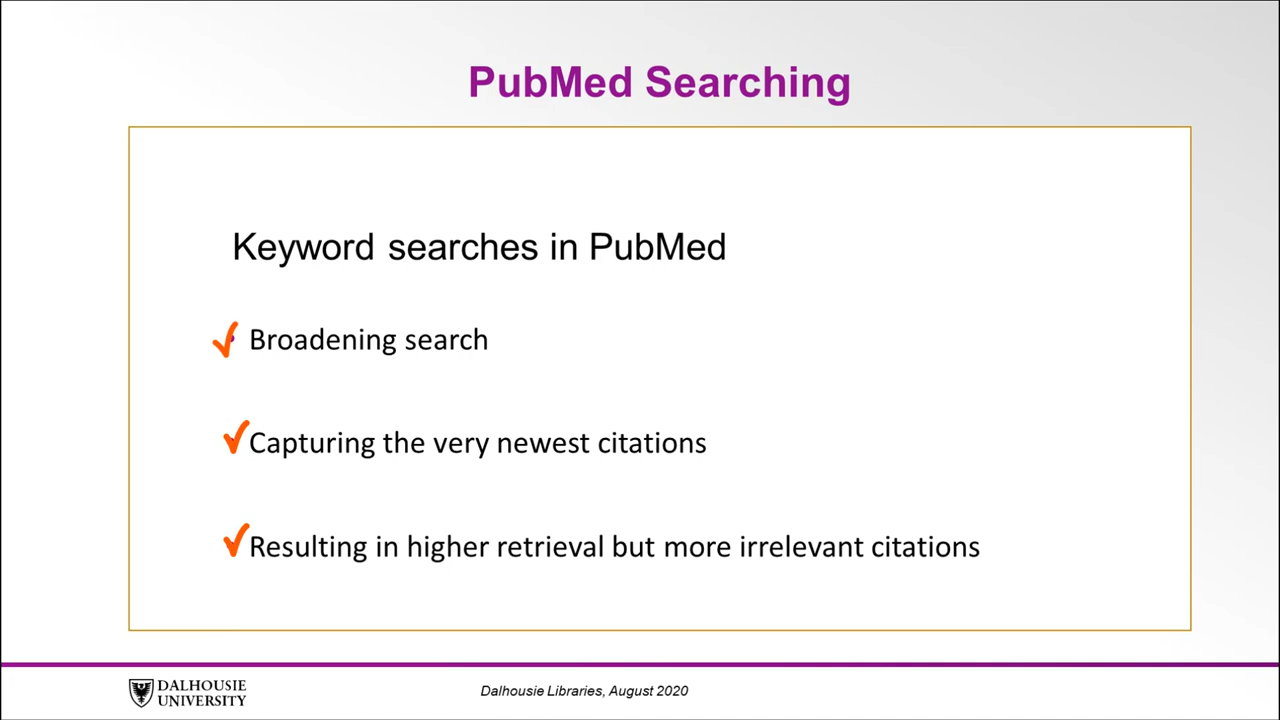 PubMed Searching
Keyword searches in PubMed
Broadening search
Capturing the very newest citations
Resulting in higher retrieval but more irrelevant citations
DALHOUSIE
UNIVERSITY
Dalhousie Libraries, August 2020